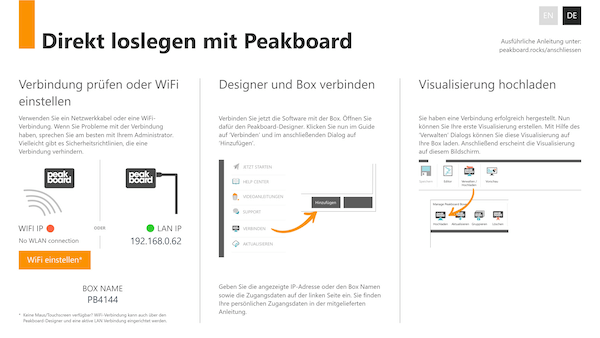 EN DE
Direkt loslegen mit Peakboard
Ausführliche Anleitung unter:
peakboard.rocks/anschliessen
Verbindung prüfen oder WiFi
einstellen
Verwenden Sie ein Netzwerkkabel oder eine WiFi-
Verbindung. Wenn Sie Probleme mit der Verbindung
haben, sprechen Sie am besten mit Ihrem Administrator.
Vielleicht gibt es Sicherheitsrichtlinien, die eine
Verbindung verhindern.
peak
board
peak
board
WIFI IP
ODER
LAN IP
No WLAN connection
192.168.0.62
WiFi einstellen*
BOX NAME
PB4144
* Keine Maus/Touchscreen verfügbar? WiFi-Verbindung kann auch über den
Peakboard Designer und eine aktive LAN Verbindung eingerichtet werden.
Designer und Box verbinden
Verbinden Sie jetzt die Software mit der Box. Öffnen Sie
dafür den Peakboard-Designer. Klicken Sie nun im Guide
auf 'Verbinden' und im anschließenden Dialog auf
'Hinzufügen'.
JETZT STARTEN
HELP CENTER
VIDEOANLEITUNGEN
SUPPORT
VERBINDEN
AKTUALISIEREN
Hinzufügen
Geben Sie die angezeigte IP-Adresse oder den Box Namen
sowie die Zugangsdaten auf der linken Seite ein. Sie finden
Ihre persönlichen Zugangsdaten in der mitgelieferten
Anleitung.
Visualisierung hochladen
Sie haben eine Verbindung erfolgreich hergestellt. Nun
können Sie Ihre erste Visualisierung erstellen. Mit Hilfe des
'Verwalten' Dialogs können Sie diese Visualisierung auf
Ihre Box laden. Anschließend erscheint die Visualisierung
auf diesem Bildschirm.
Hochladen